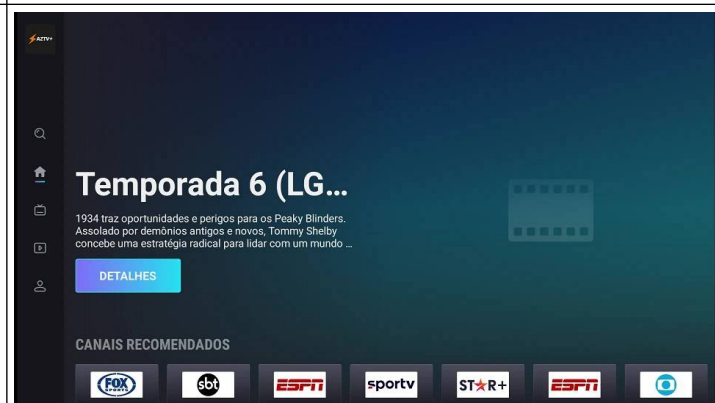 AZTV+
Temporada 6 (LG...
1934 traz oportunidades e perigos para os Peaky Blinders.
Assolado por demônios antigos e novos, Tommy Shelby
concebe uma estratégia radical para lidar com um mundo ...
DETALHES
CANAIS RECOMENDADOS
FOX SPORTS
sbt
ESPN
sportv
ST★R+
ESPN